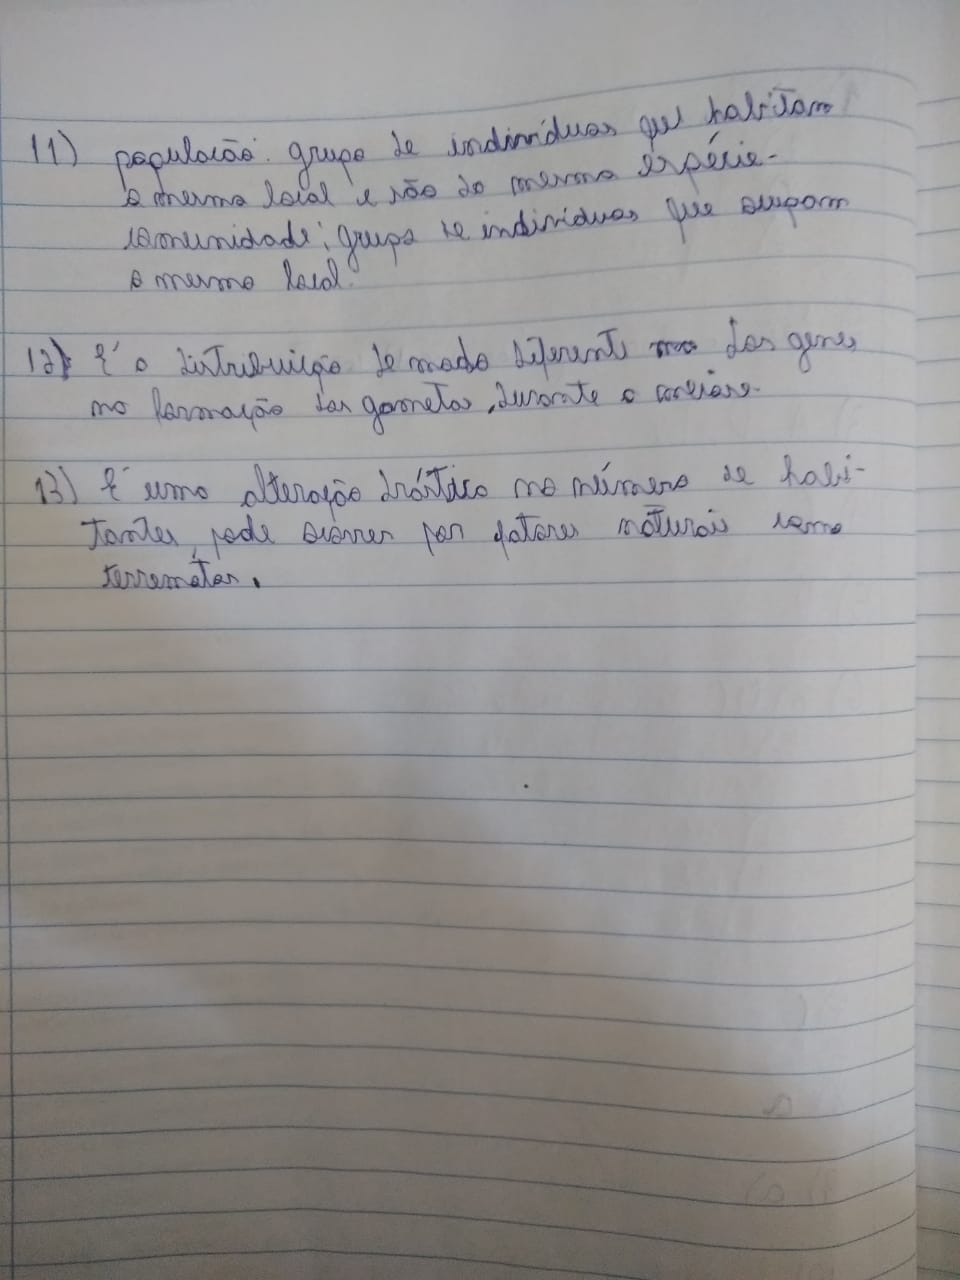 11) população: grupo de indivíduos que habitam
o mesmo local e são da mesma espécie.
comunidade: grupo de indivíduos que ocupam
o mesmo local.
12) É a distribuição de modo diferente dos genes
na formação dos gametas, durante a meiose.
13) É uma alteração drástica no número de habi-
tantes, pode ocorrer por fatores naturais como
terremotos.